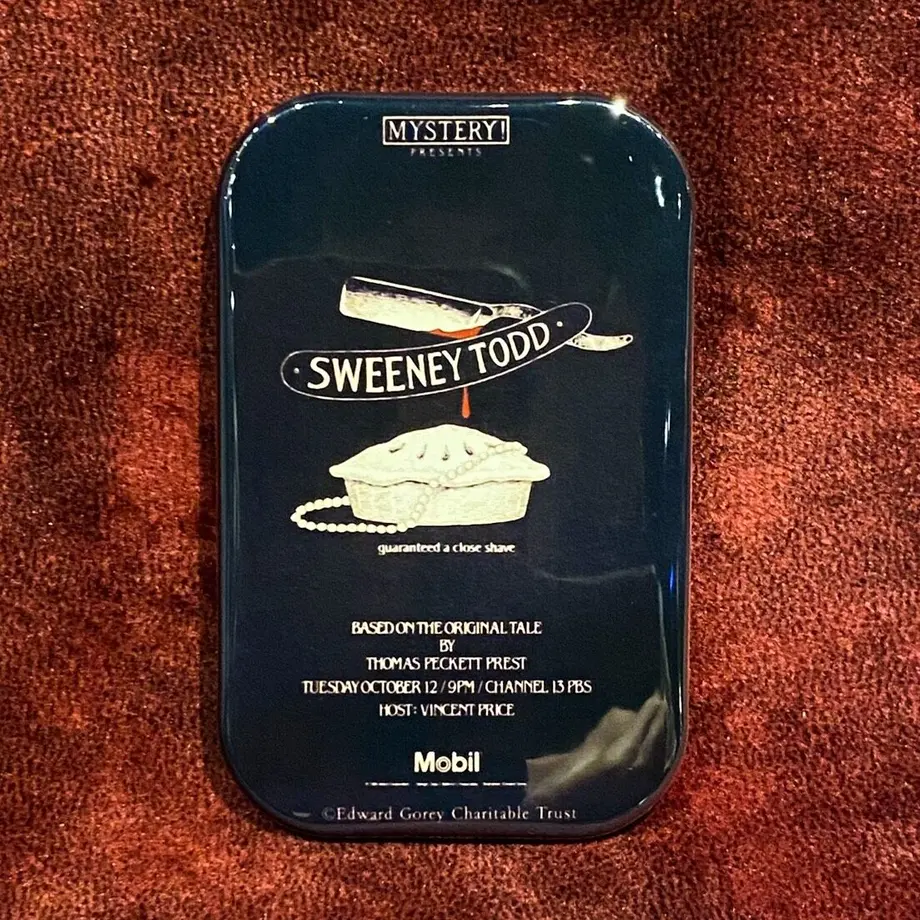 MYSTERY!
PRESENTS
SWEENEY TODD
guaranteed a close shave
BASED ON THE ORIGINAL TALE
BY
THOMAS PECKETT PREST
TUESDAY OCTOBER 12 / 9PM / CHANNEL 13 PBS
HOST: VINCENT PRICE
Mobil
©Edward Gorey Charitable Trust